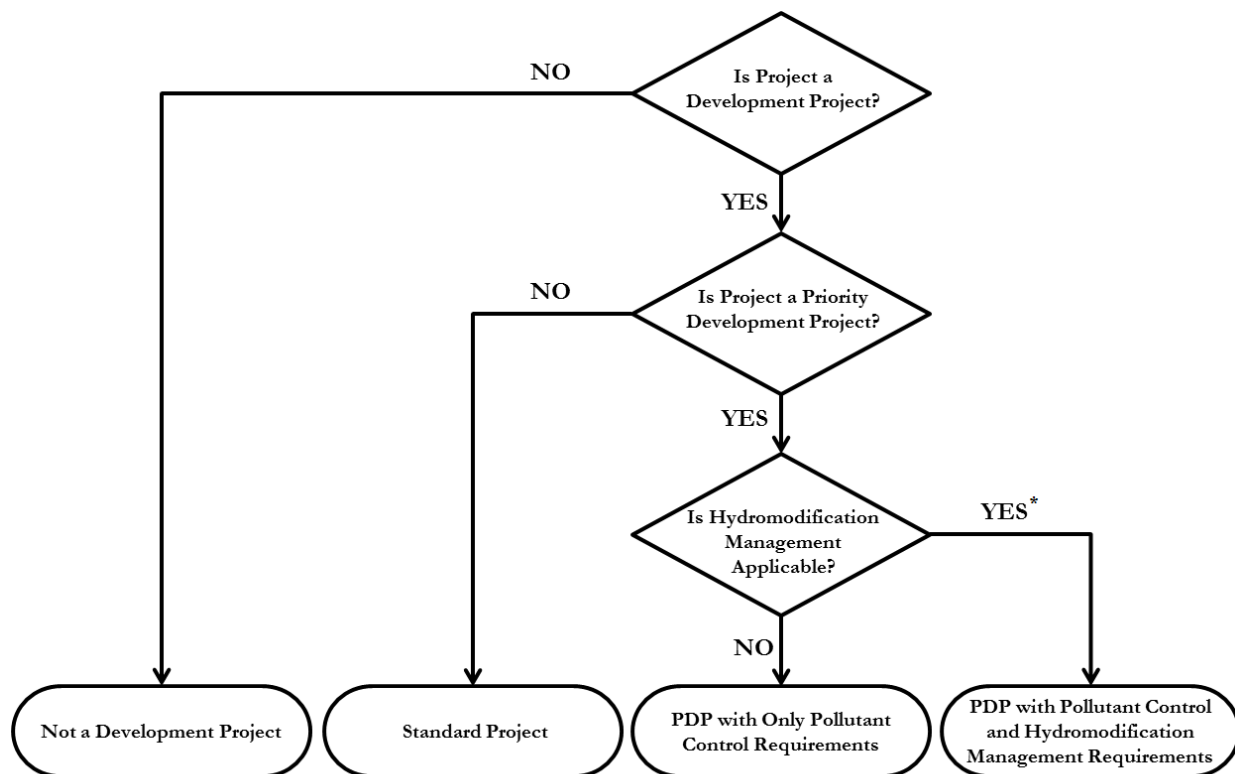 Is Project a
Development Project?
NO
YES
Is Project a Priority
Development Project?
NO
YES
Is Hydromodification
Management
Applicable?
YES*
NO
Not a Development Project
Standard Project
PDP with Only Pollutant
Control Requirements
PDP with Pollutant Control
and Hydromodification
Management Requirements